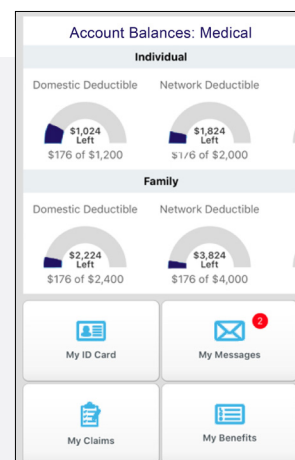 Account Balances: Medical
Individual
Domestic Deductible Network Deductible
$1,024 Left $1,824 Left
$176 of $1,200 $176 of $2,000
Family
Domestic Deductible Network Deductible
$2,224 Left $3,824 Left
$176 of $2,400 $176 of $4,000
2
My ID Card My Messages
My Claims My Benefits